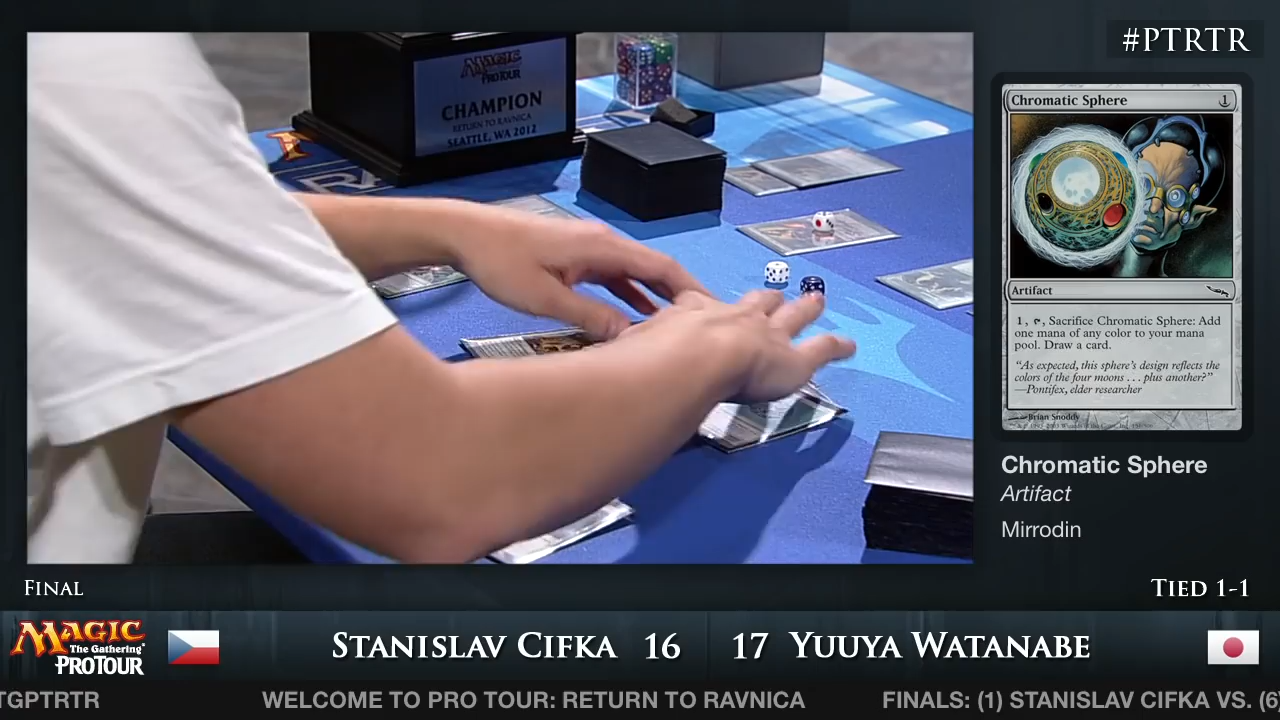 #PTRTR
MAGIC
PRO TOUR
CHAMPION
RETURN TO RAVNICA
SEATTLE, WA 2012
Chromatic Sphere 1
Artifact
1, , Sacrifice Chromatic Sphere: Add
one mana of any color to your mana
pool. Draw a card.
"As expected, this sphere's design reflects the
colors of the four moons . . . plus another?"
—Pontifex, elder researcher
Brian Snoddy
Chromatic Sphere
Artifact
Mirrodin
FINAL
TIED 1-1
MAGIC
The Gathering
PRO TOUR
STANISLAV CIFKA 16
17 YUUYA WATANABE
TGPTRTR WELCOME TO PRO TOUR: RETURN TO RAVNICA FINALS: (1) STANISLAV CIFKA VS. (6)